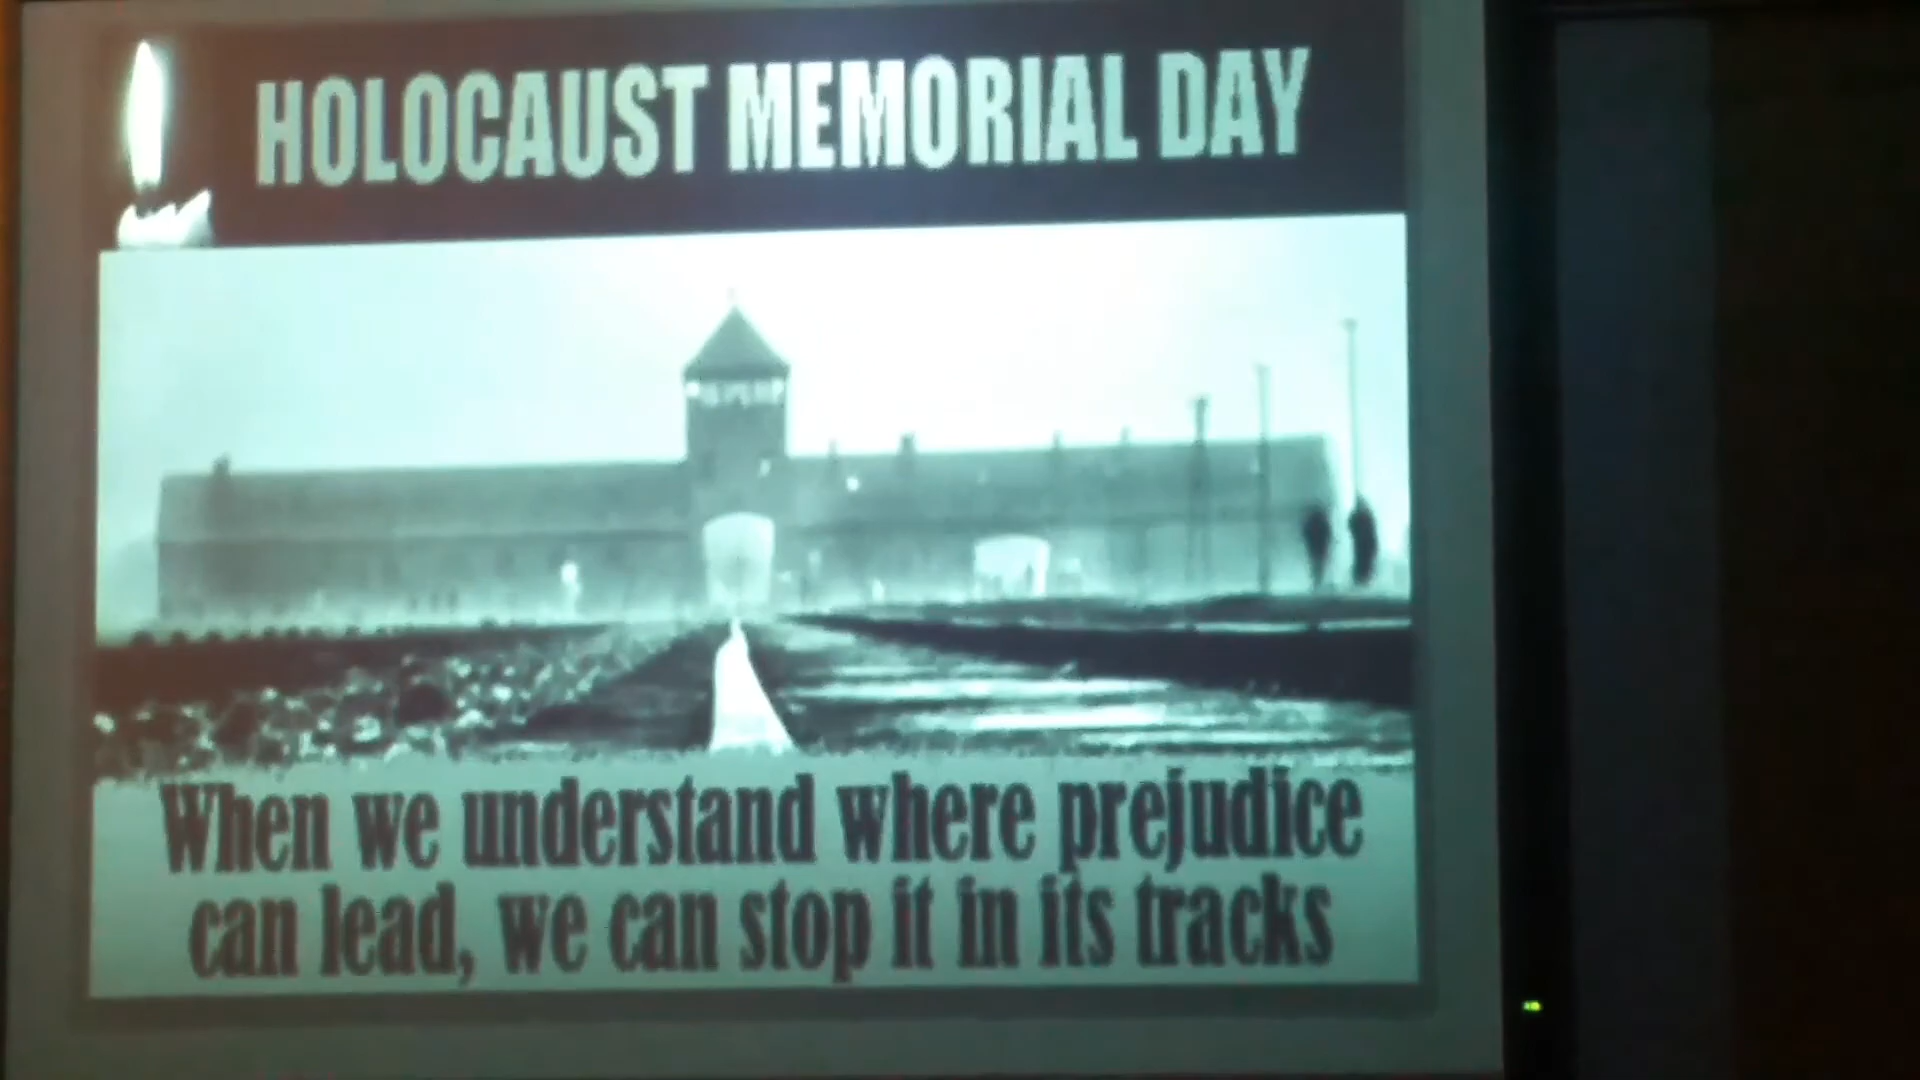 HOLOCAUST MEMORIAL DAY
When we understand where prejudice
can lead, we can stop it in its tracks